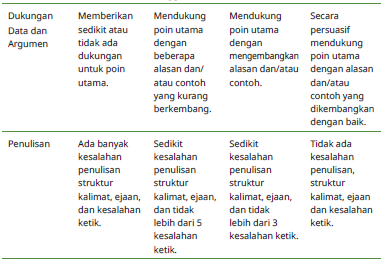 Dukungan
Data dan
Argumen
Memberikan
sedikit atau
tidak ada
dukungan
untuk poin
utama.
Mendukung
poin utama
dengan
beberapa
alasan dan/
atau contoh
yang kurang
berkembang.
Mendukung
poin utama
dengan
mengembangkan
alasan dan/atau
contoh.
Secara
persuasif
mendukung
poin utama
dengan alasan
dan/atau
contoh yang
dikembangkan
dengan baik.
Penulisan
Ada banyak
kesalahan
penulisan
struktur
kalimat, ejaan,
dan kesalahan
ketik.
Sedikit
kesalahan
penulisan
struktur
kalimat, ejaan,
dan tidak
lebih dari 5
kesalahan
ketik.
Sedikit
kesalahan
penulisan
struktur
kalimat, ejaan,
dan tidak
lebih dari 3
kesalahan ketik.
Tidak ada
kesalahan
penulisan,
struktur
kalimat, ejaan
dan kesalahan
ketik.